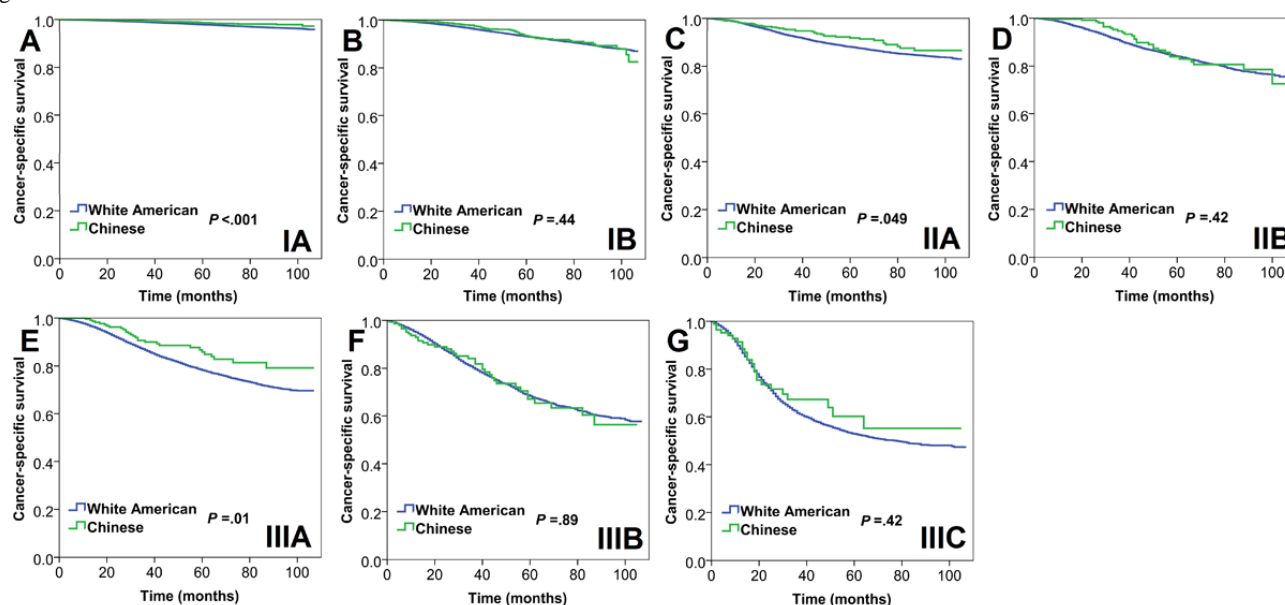 A
Cancer-specific survival
1.0
0.8
0.6
0.4
0.2
0.0
White American
Chinese
P <.001
IA
0 20 40 60 80 100
Time (months)
B
Cancer-specific survival
1.0
0.8
0.6
0.4
0.2
0.0
White American
Chinese
P =.44
IB
0 20 40 60 80 100
Time (months)
C
Cancer-specific survival
1.0
0.8
0.6
0.4
0.2
0.0
White American
Chinese
P =.049
IIA
0 20 40 60 80 100
Time (months)
D
Cancer-specific survival
1.0
0.8
0.6
0.4
0.2
0.0
White American
Chinese
P =.42
IIB
0 20 40 60 80 100
Time (months)
E
Cancer-specific survival
1.0
0.8
0.6
0.4
0.2
0.0
White American
Chinese
P =.01
IIIA
0 20 40 60 80 100
Time (months)
F
Cancer-specific survival
1.0
0.8
0.6
0.4
0.2
0.0
White American
Chinese
P =.89
IIIB
0 20 40 60 80 100
Time (months)
G
Cancer-specific survival
1.0
0.8
0.6
0.4
0.2
0.0
White American
Chinese
P =.42
IIIC
0 20 40 60 80 100
Time (months)